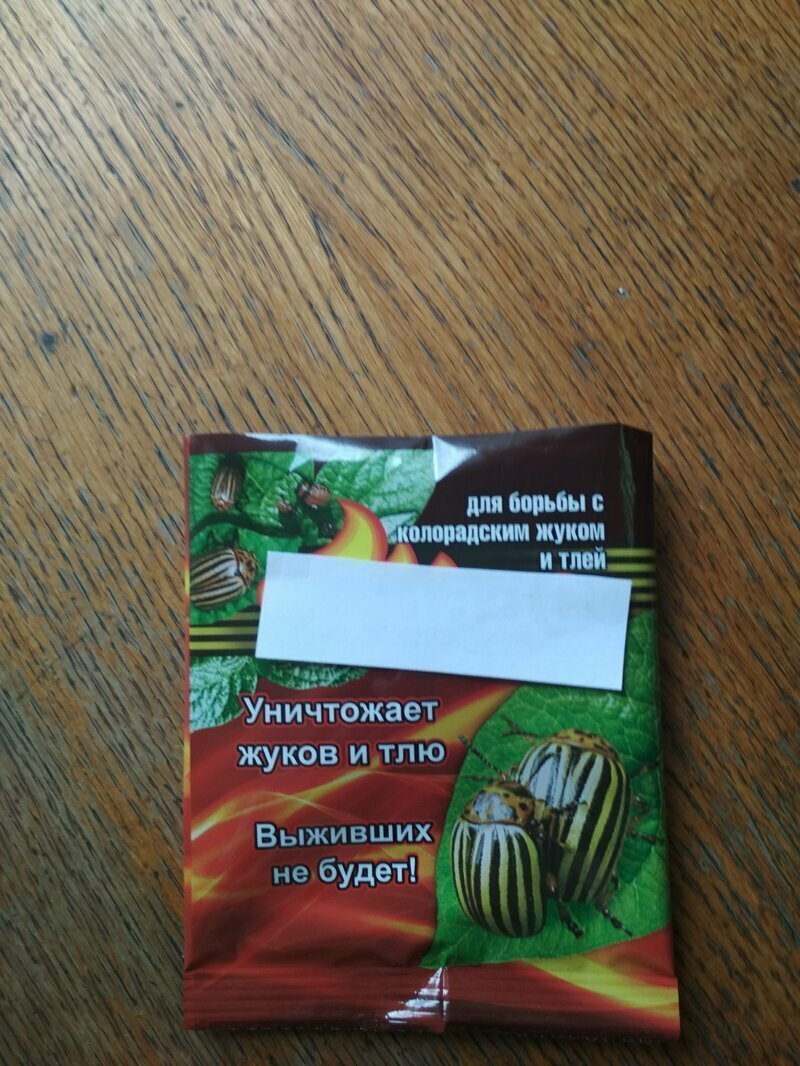 для борьбы с
колорадским жуком
и тлей
Уничтожает
жуков и тлю
Выживших
не будет!